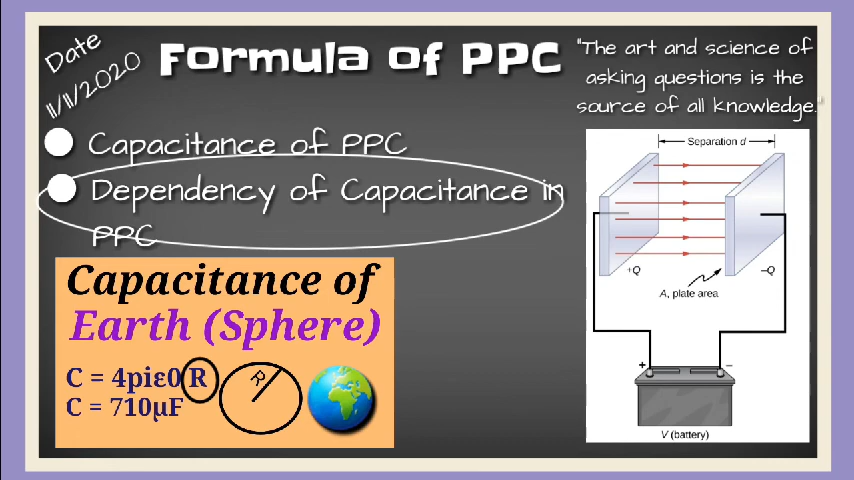 Date
11/11/2020
Formula of PPC
"The art and science of
asking questions is the
source of all knowledge."
Capacitance of PPC
Dependency of Capacitance in
PPC
Capacitance of
Earth (Sphere)
C = 4piε0 R
C = 710μF
R
Separation d
+Q
−Q
A, plate area
+
−
V (battery)